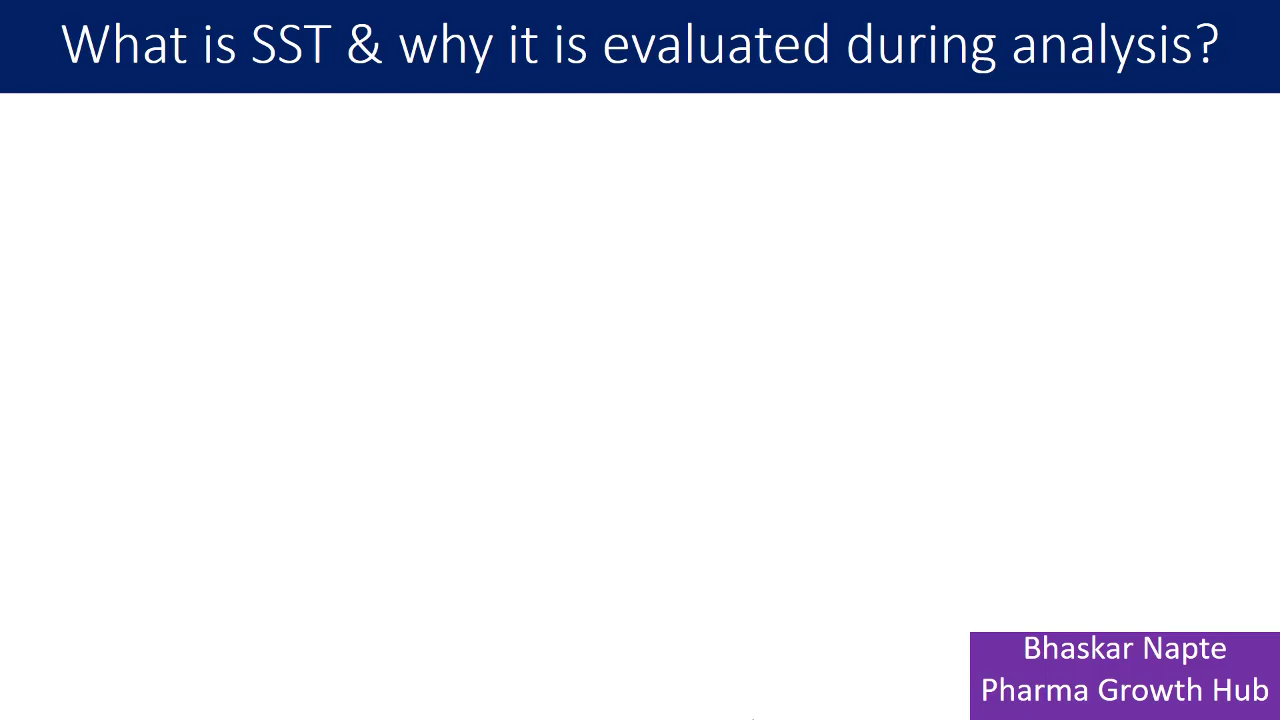 What is SST & why it is evaluated during analysis?
Bhaskar Napte
Pharma Growth Hub